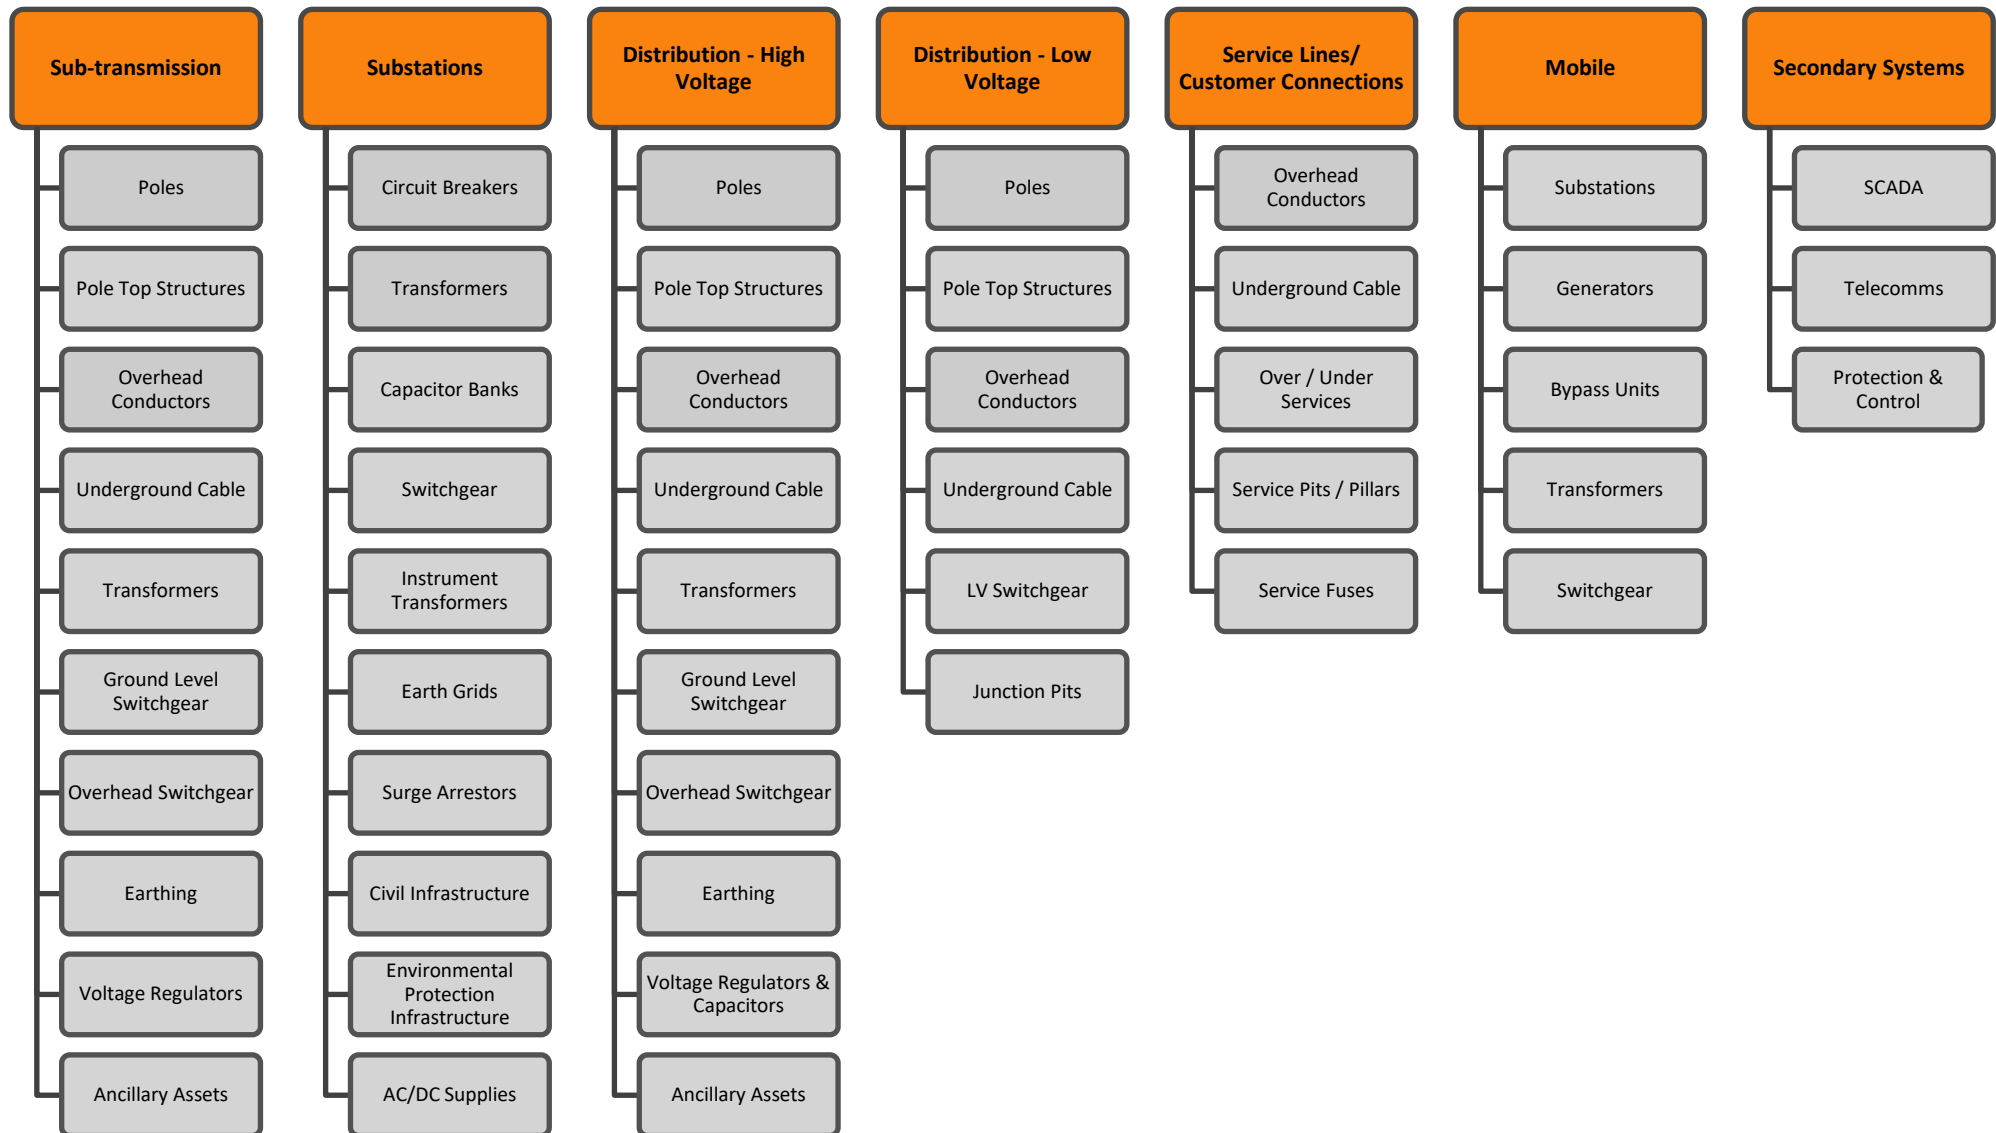 Sub-transmission
Poles
Pole Top Structures
Overhead
Conductors
Underground Cable
Transformers
Ground Level
Switchgear
Overhead Switchgear
Earthing
Voltage Regulators
Ancillary Assets
Substations
Circuit Breakers
Transformers
Capacitor Banks
Switchgear
Instrument
Transformers
Earth Grids
Surge Arrestors
Civil Infrastructure
Environmental
Protection
Infrastructure
AC/DC Supplies
Distribution - High
Voltage
Poles
Pole Top Structures
Overhead
Conductors
Underground Cable
Transformers
Ground Level
Switchgear
Overhead Switchgear
Earthing
Voltage Regulators &
Capacitors
Ancillary Assets
Distribution - Low
Voltage
Poles
Pole Top Structures
Overhead
Conductors
Underground Cable
LV Switchgear
Junction Pits
Service Lines/
Customer Connections
Overhead
Conductors
Underground Cable
Over / Under
Services
Service Pits / Pillars
Service Fuses
Mobile
Substations
Generators
Bypass Units
Transformers
Switchgear
Secondary Systems
SCADA
Telecomms
Protection &
Control